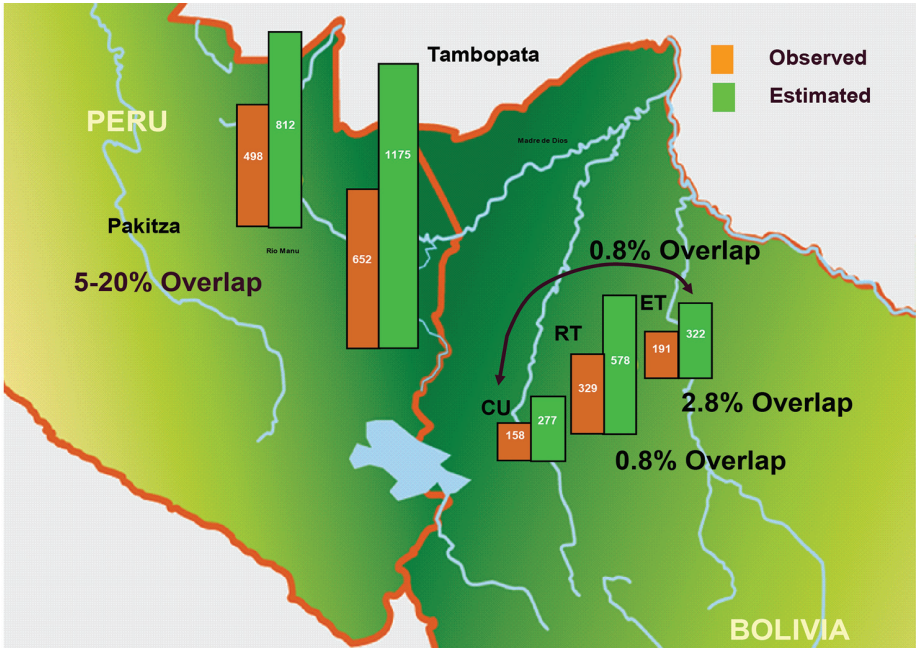 Tambopata
Observed
Estimated
PERU
812
498
1175
Madre de Dios
Pakitza
Rio Manu
652
5-20% Overlap
0.8% Overlap
ET
RT
322
191
578
329
CU
2.8% Overlap
277
158
0.8% Overlap
BOLIVIA